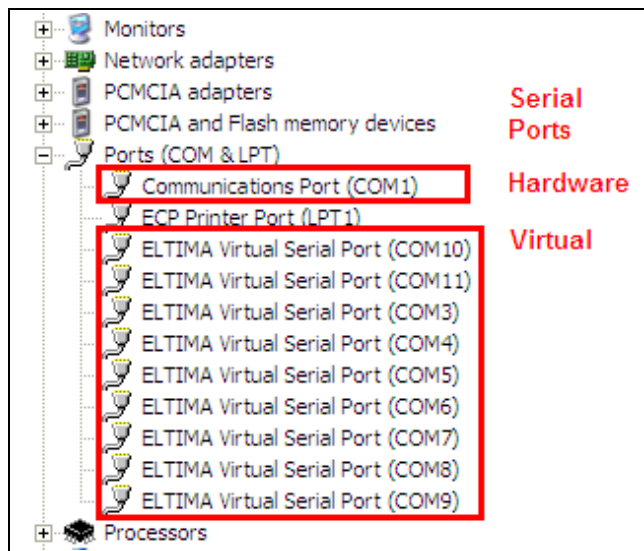 Monitors
Network adapters
PCMCIA adapters
PCMCIA and Flash memory devices
Serial
Ports
Ports (COM & LPT)
Communications Port (COM1)
Hardware
ECP Printer Port (LPT1)
Virtual
ELTIMA Virtual Serial Port (COM10)
ELTIMA Virtual Serial Port (COM11)
ELTIMA Virtual Serial Port (COM3)
ELTIMA Virtual Serial Port (COM4)
ELTIMA Virtual Serial Port (COM5)
ELTIMA Virtual Serial Port (COM6)
ELTIMA Virtual Serial Port (COM7)
ELTIMA Virtual Serial Port (COM8)
ELTIMA Virtual Serial Port (COM9)
Processors